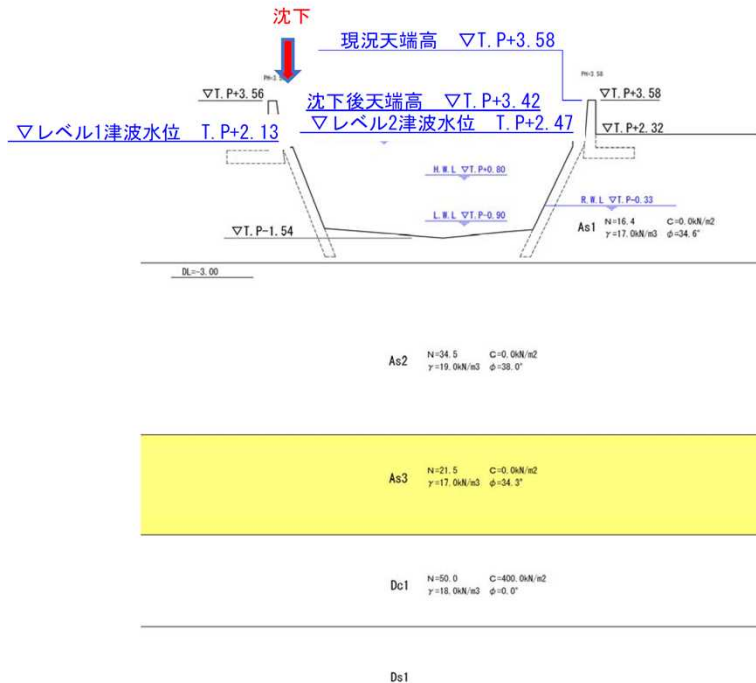 沈下
現況天端高 ▽T.P+3.58
▽T.P+3.56
▽T.P+3.58
沈下後天端高 ▽T.P+3.42
▽レベル1津波水位 T.P+2.13
▽レベル2津波水位 T.P+2.47
▽T.P+2.32
H.W.L ▽T.P+0.80
R.W.L ▽T.P-0.33
L.W.L ▽T.P-0.90
▽T.P-1.54
As1 N=16.4 C=0.0kN/m2
γ=17.0kN/m3 φ=34.6°
DL=-3.00
As2 N=34.5 C=0.0kN/m2
γ=19.0kN/m3 φ=38.0°
As3 N=21.5 C=0.0kN/m2
γ=17.0kN/m3 φ=34.3°
Dc1 N=50.0 C=400.0kN/m2
γ=18.0kN/m3 φ=0.0°
Ds1